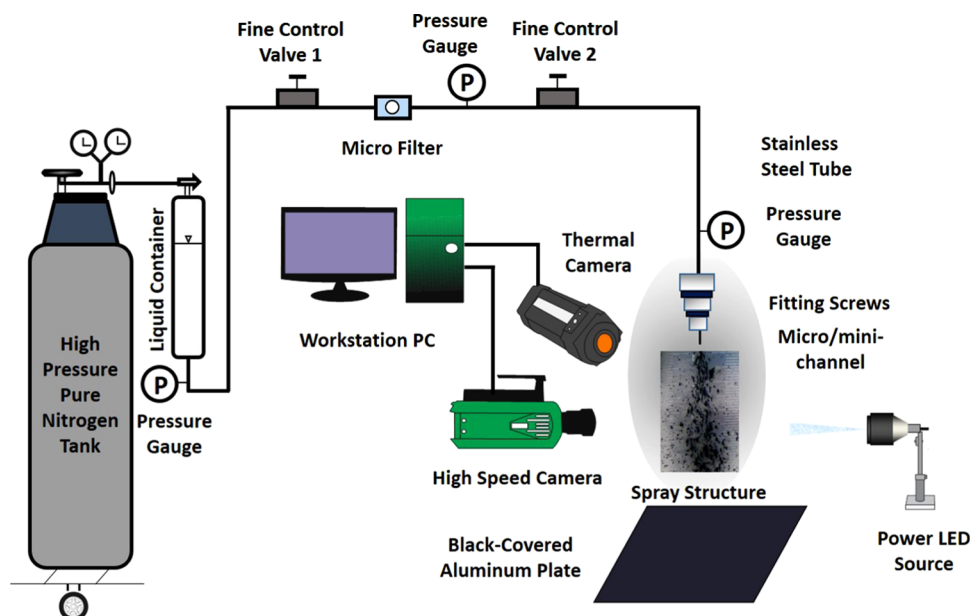 Fine Control
Valve 1
Pressure
Gauge
P
Fine Control
Valve 2
Micro Filter
Stainless
Steel Tube
Pressure
Gauge
P
Liquid Container
Thermal
Camera
Workstation PC
Fitting Screws
Micro/mini-
channel
High
Pressure
Pure
Nitrogen
Tank
P
Pressure
Gauge
High Speed Camera
Spray Structure
Black-Covered
Aluminum Plate
Power LED
Source